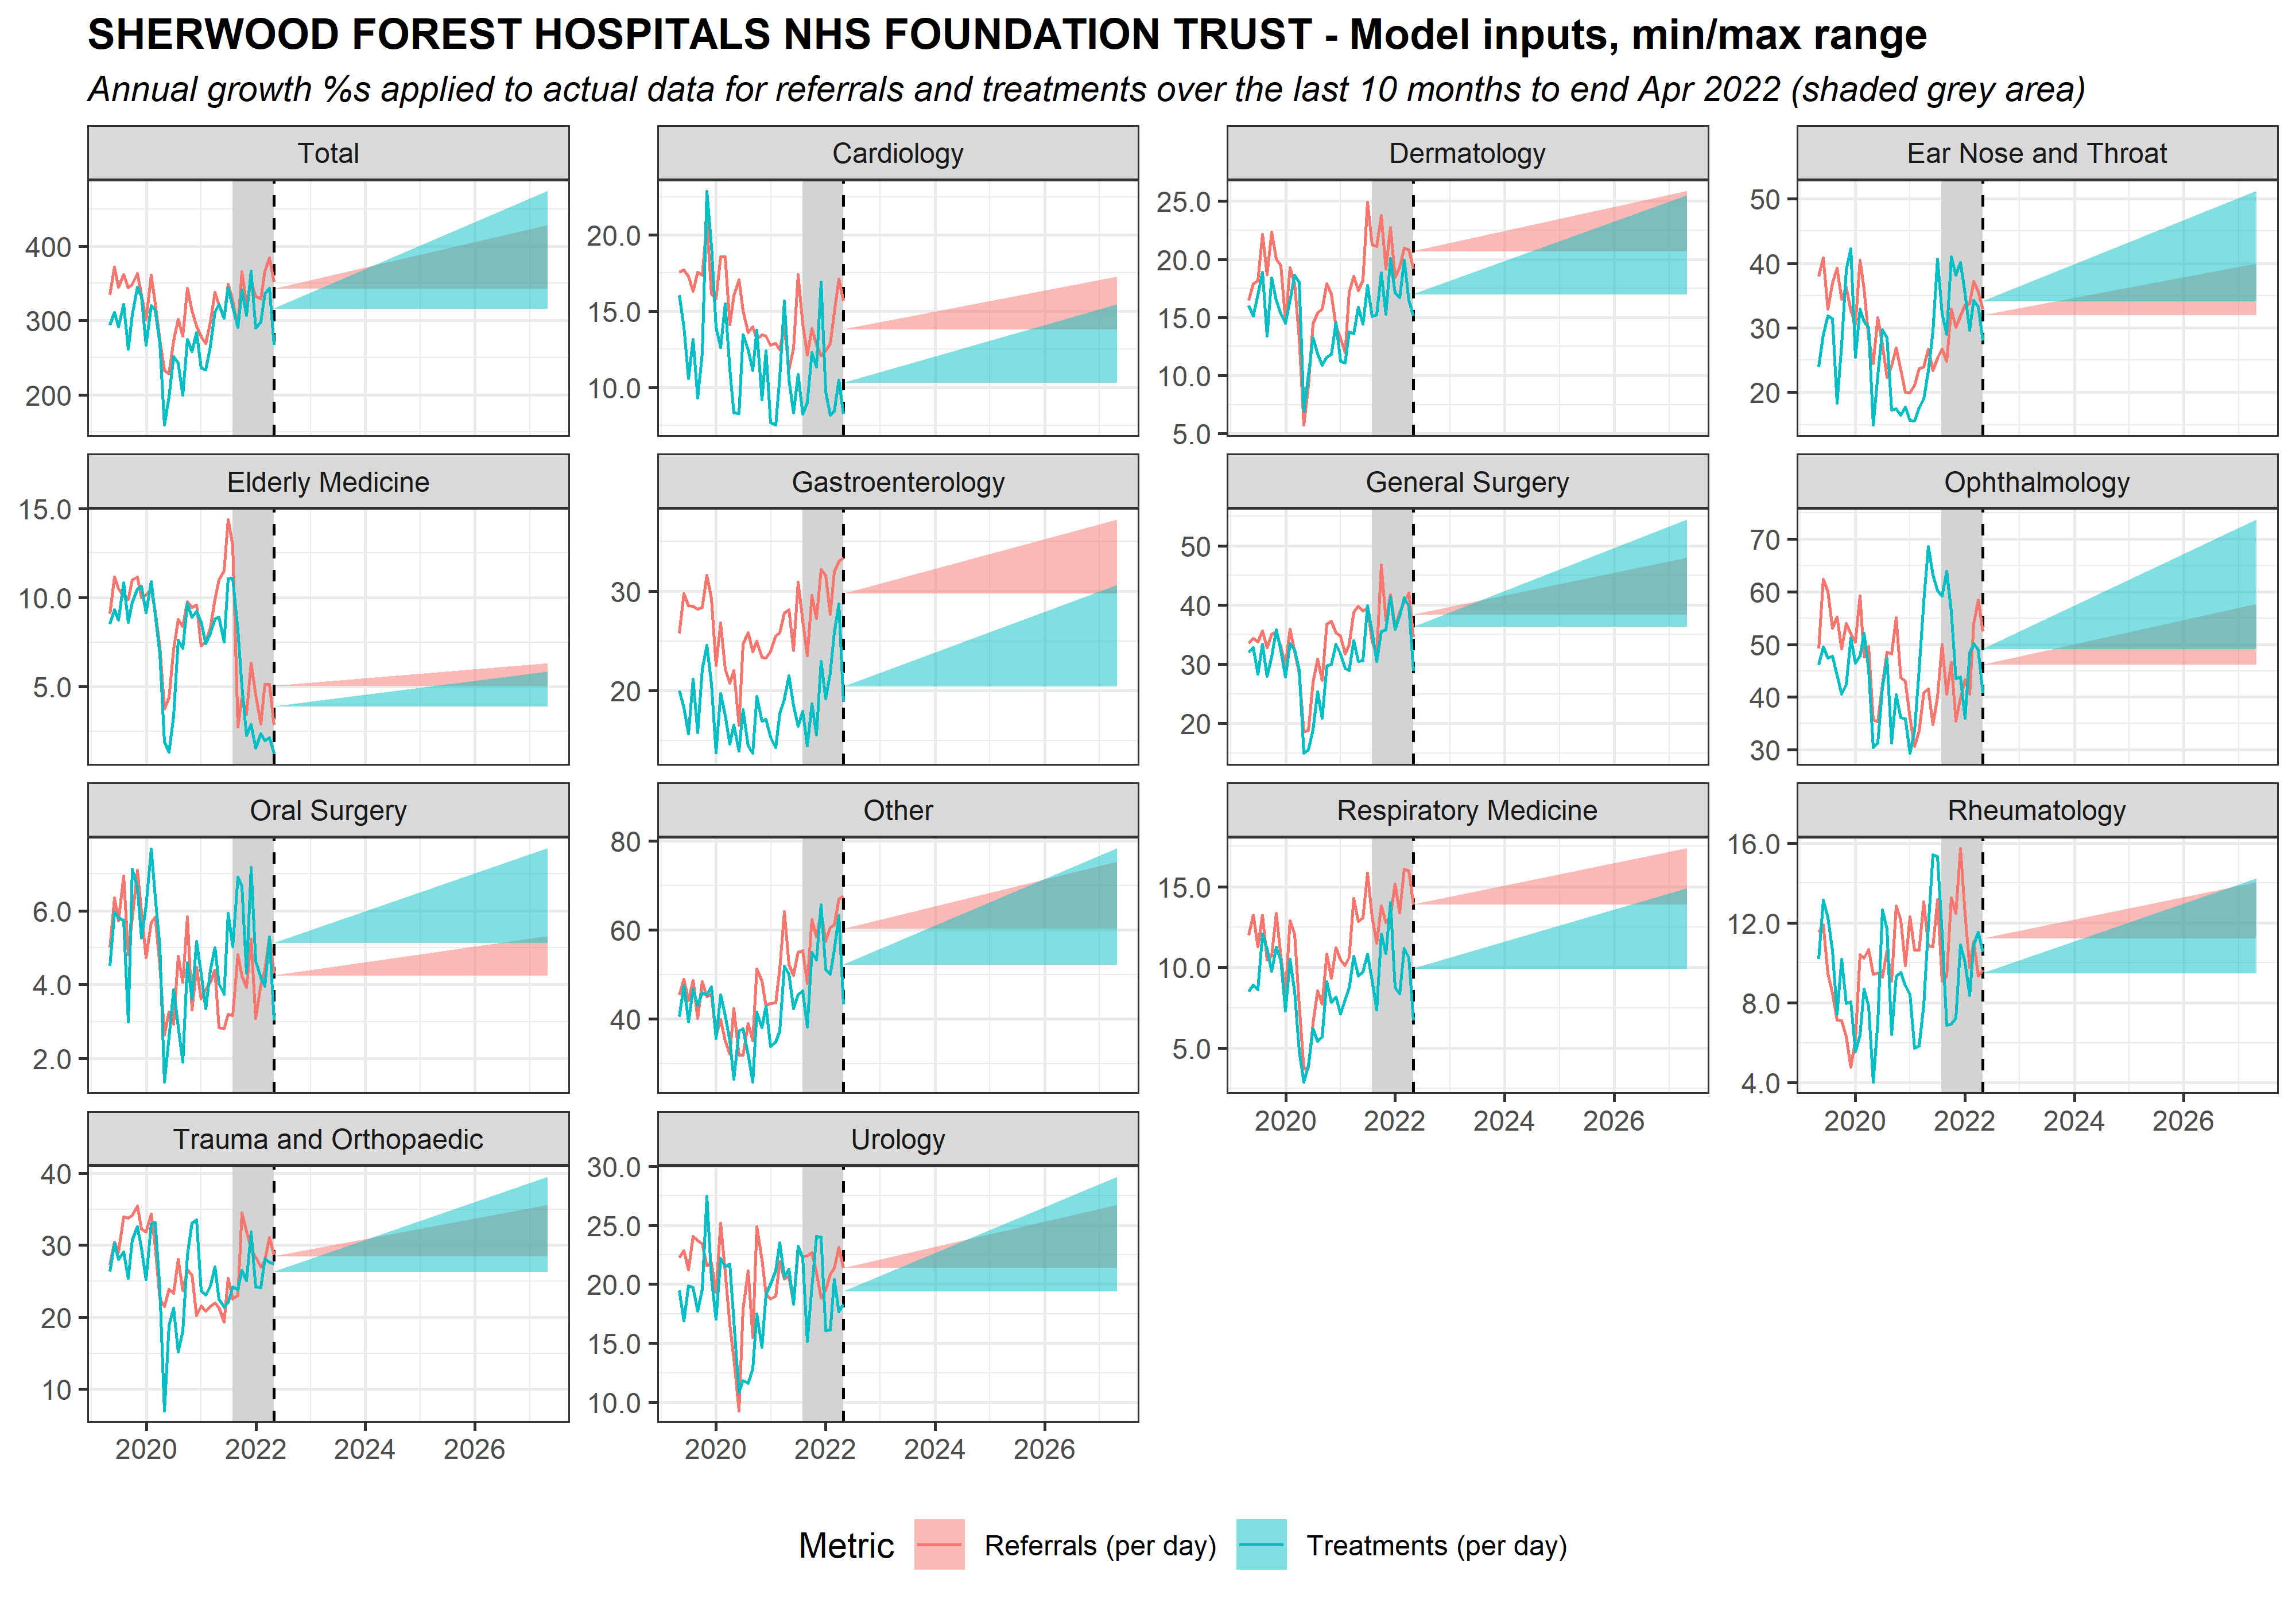 SHERWOOD FOREST HOSPITALS NHS FOUNDATION TRUST - Model inputs, min/max range
Annual growth %s applied to actual data for referrals and treatments over the last 10 months to end Apr 2022 (shaded grey area)
Total
400
300
200
Cardiology
20.0
15.0
10.0
Dermatology
25.0
20.0
15.0
10.0
5.0
Ear Nose and Throat
50
40
30
20
Elderly Medicine
15.0
10.0
5.0
Gastroenterology
30
20
General Surgery
50
40
30
20
Ophthalmology
70
60
50
40
30
Oral Surgery
6.0
4.0
2.0
Other
80
60
40
Respiratory Medicine
15.0
10.0
5.0
2020 2022 2024 2026
Rheumatology
16.0
12.0
8.0
4.0
2020 2022 2024 2026
Trauma and Orthopaedic
40
30
20
10
2020 2022 2024 2026
Urology
30.0
25.0
20.0
15.0
10.0
2020 2022 2024 2026
Metric Referrals (per day) Treatments (per day)